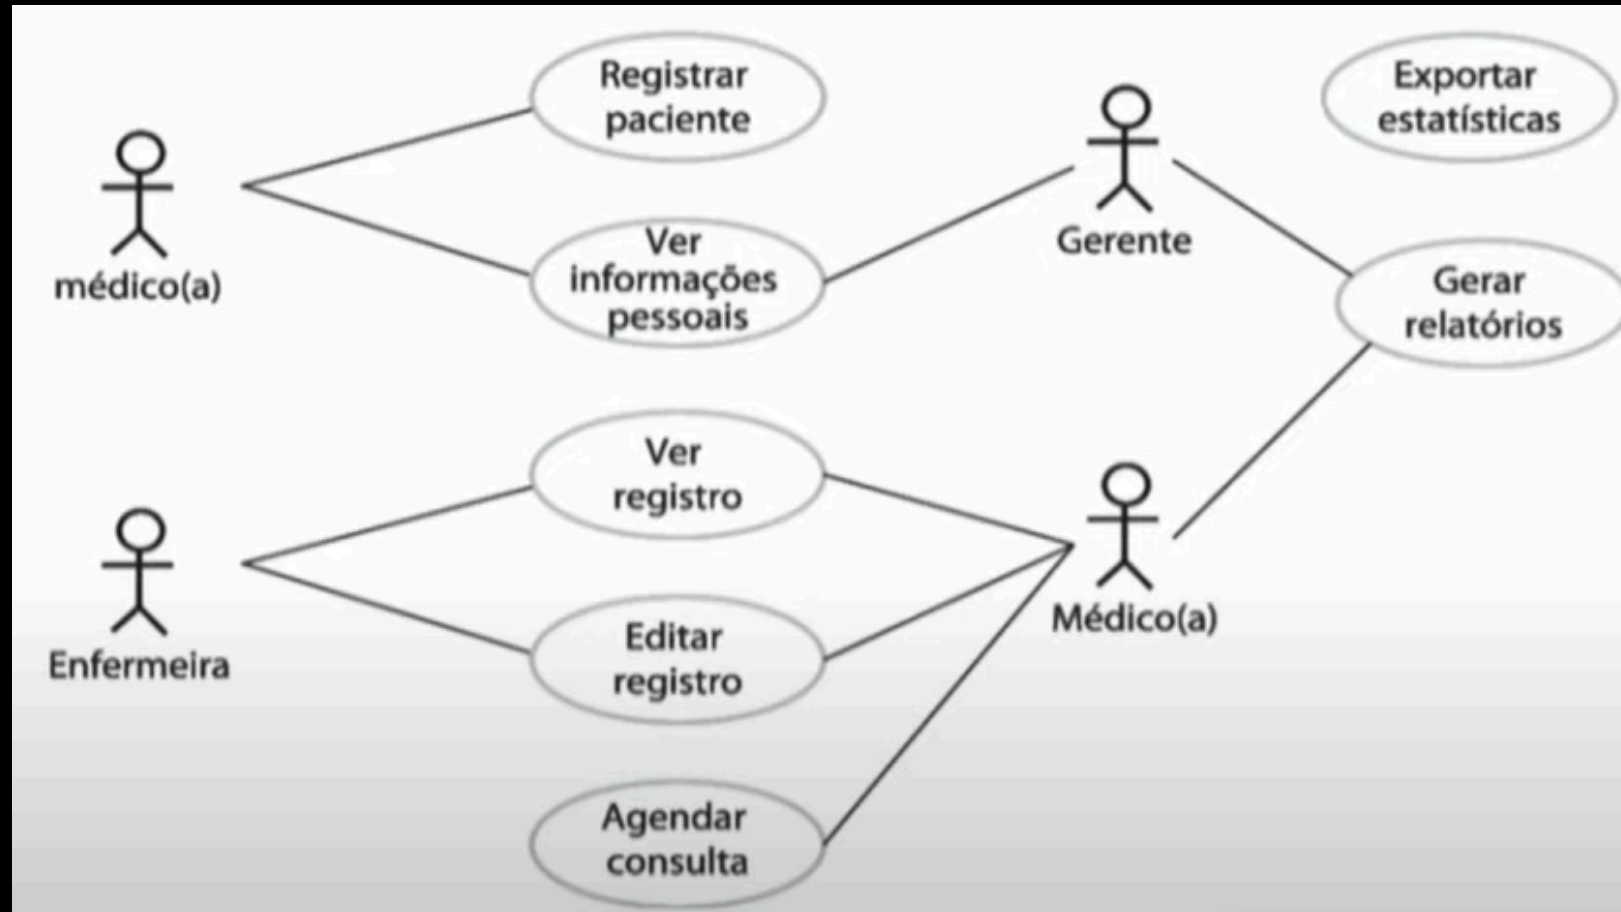 Registrar
paciente
Exportar
estatísticas
médico(a)
Ver
informações
pessoais
Gerente
Gerar
relatórios
Ver
registro
Enfermeira
Editar
registro
Médico(a)
Agendar
consulta